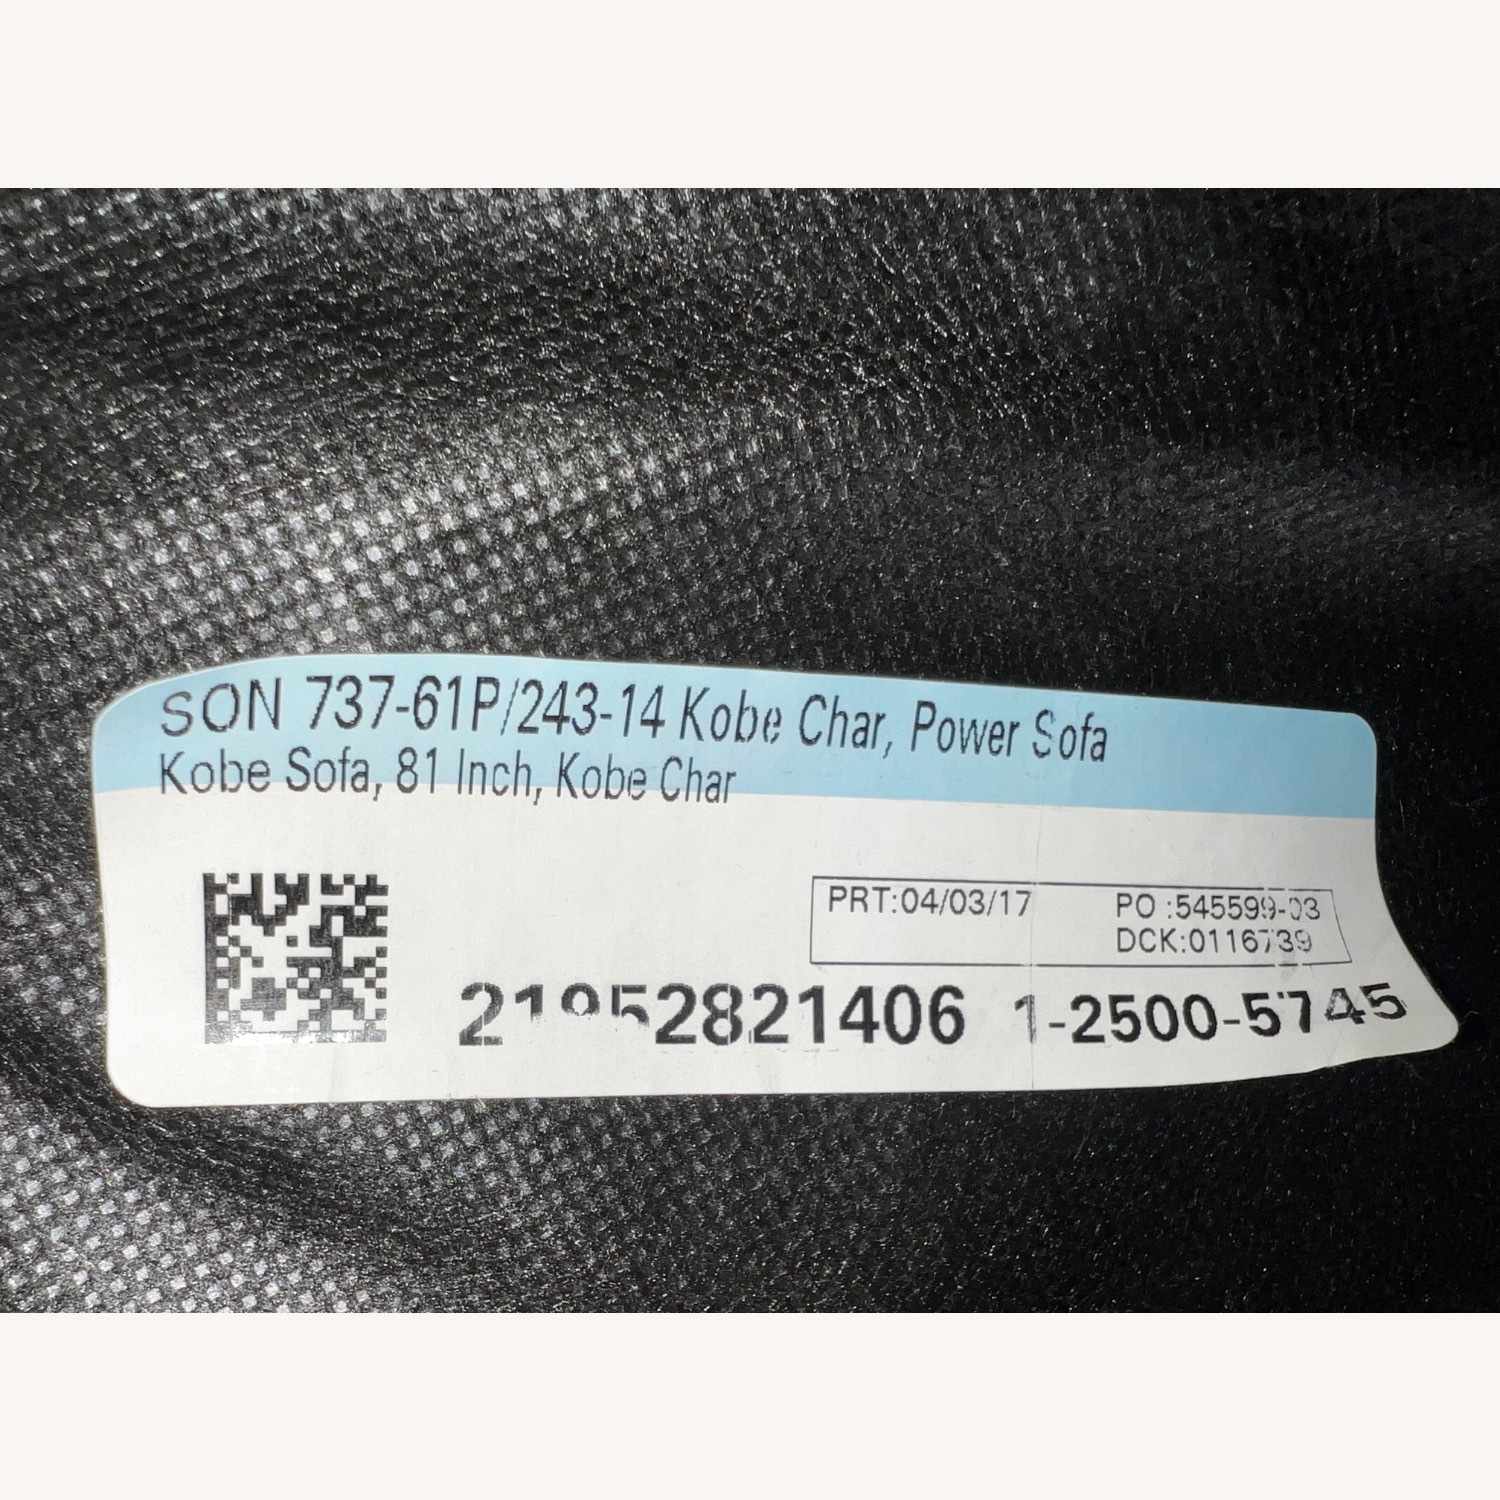 SON 737-61P/243-14 Kobe Char, Power Sofa
Kobe Sofa, 81 Inch, Kobe Char
PRT:04/03/17 PO :545599-03
DCK:0116739
1-2500-5745